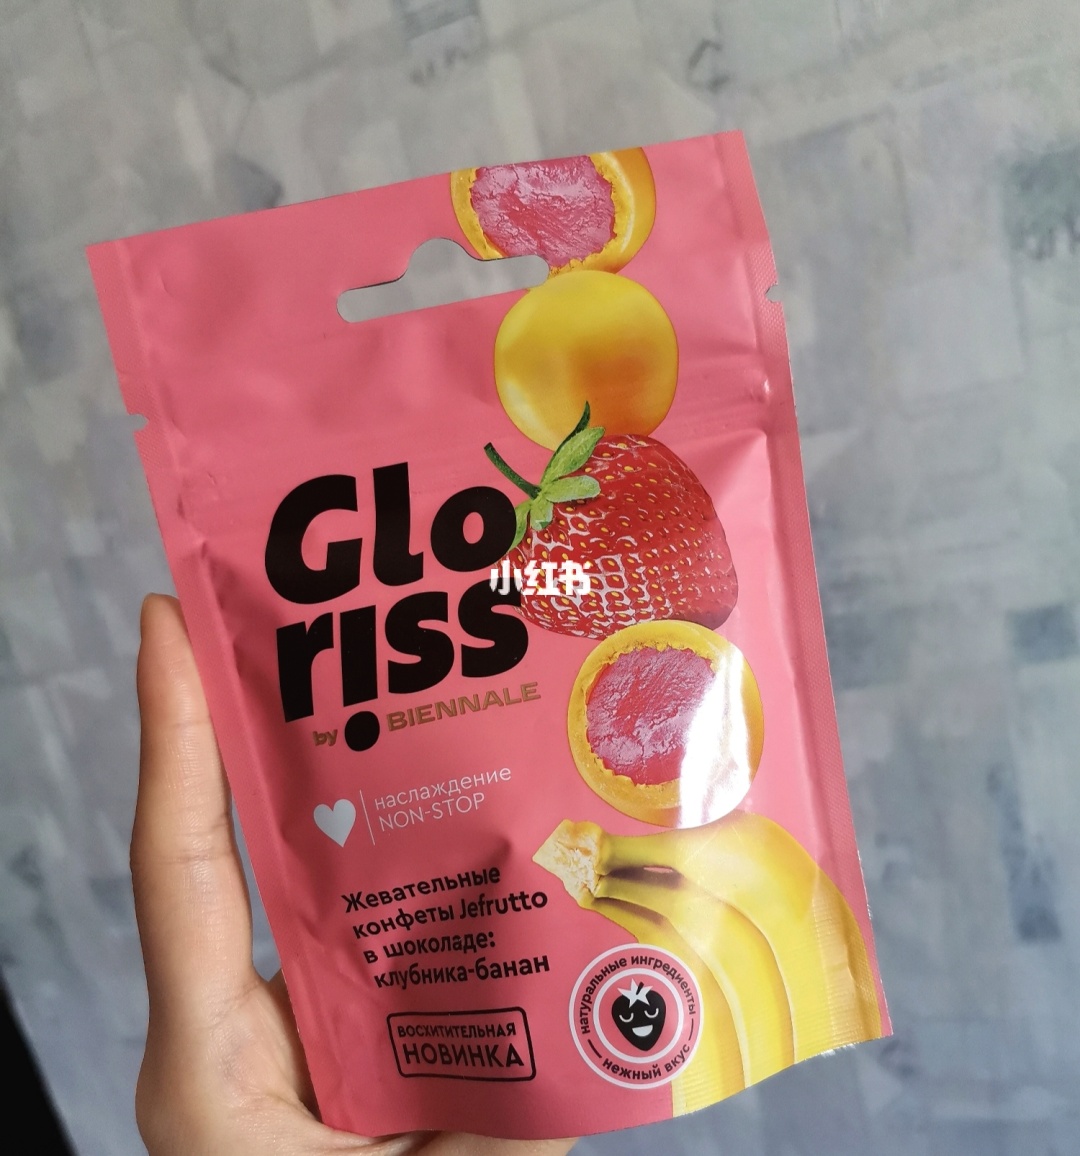 Glo
riss
by BIENNALE
小红书
наслаждение
NON-STOP
Жевательные
конфеты Jefrutto
в шоколаде:
клубника-банан
ВОСХИТИТЕЛЬНАЯ
НОВИНКА
натуральные ингредиенты
нежный вкус